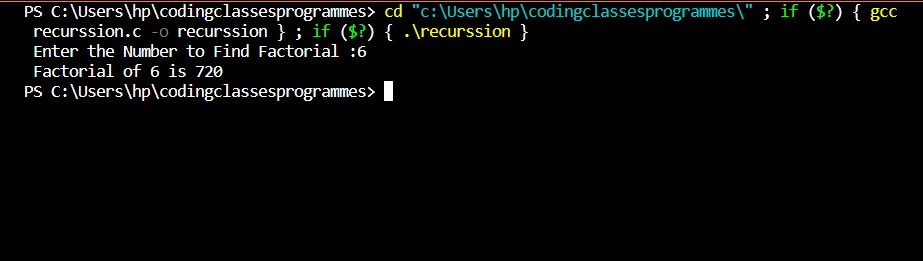 PS C:\Users\hp\codingclassesprogrammes> cd "c:\Users\hp\codingclassesprogrammes\" ; if ($?) { gcc
recurssion.c -o recurssion } ; if ($?) { .\recurssion }
Enter the Number to Find Factorial :6
Factorial of 6 is 720
PS C:\Users\hp\codingclassesprogrammes>